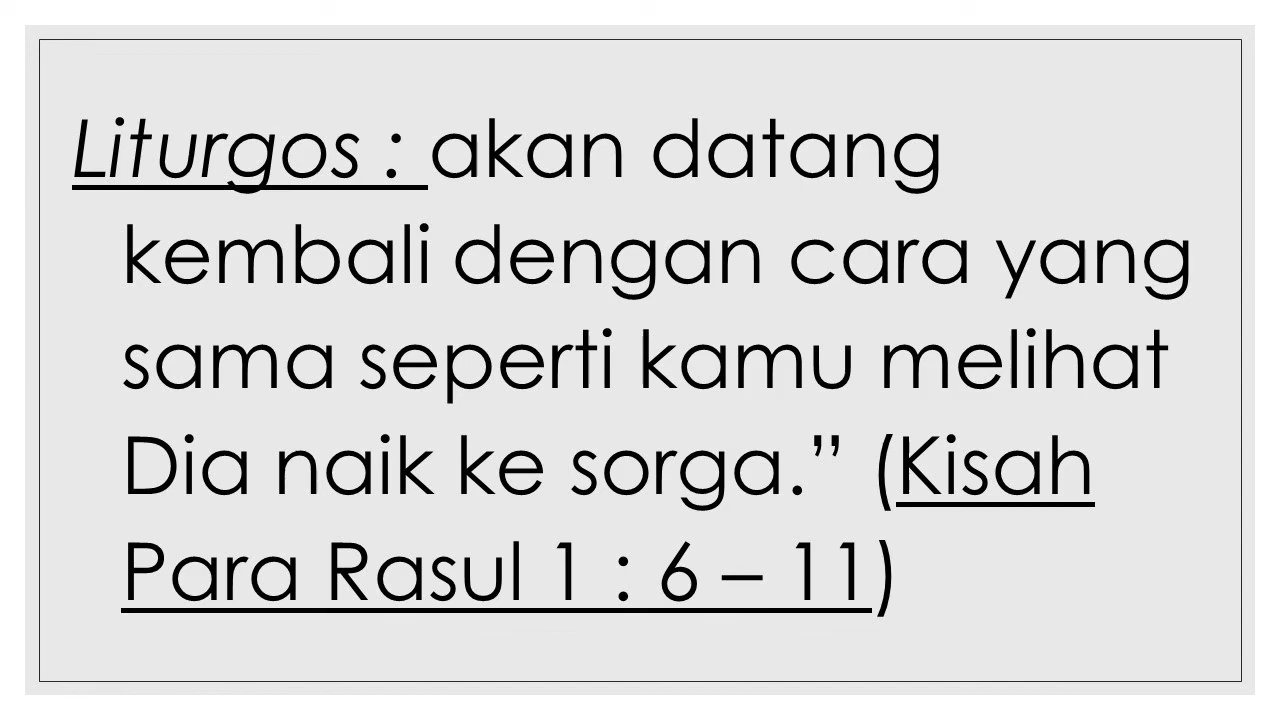 Liturgos : akan datang
kembali dengan cara yang
sama seperti kamu melihat
Dia naik ke sorga.” (Kisah
Para Rasul 1 : 6 – 11)